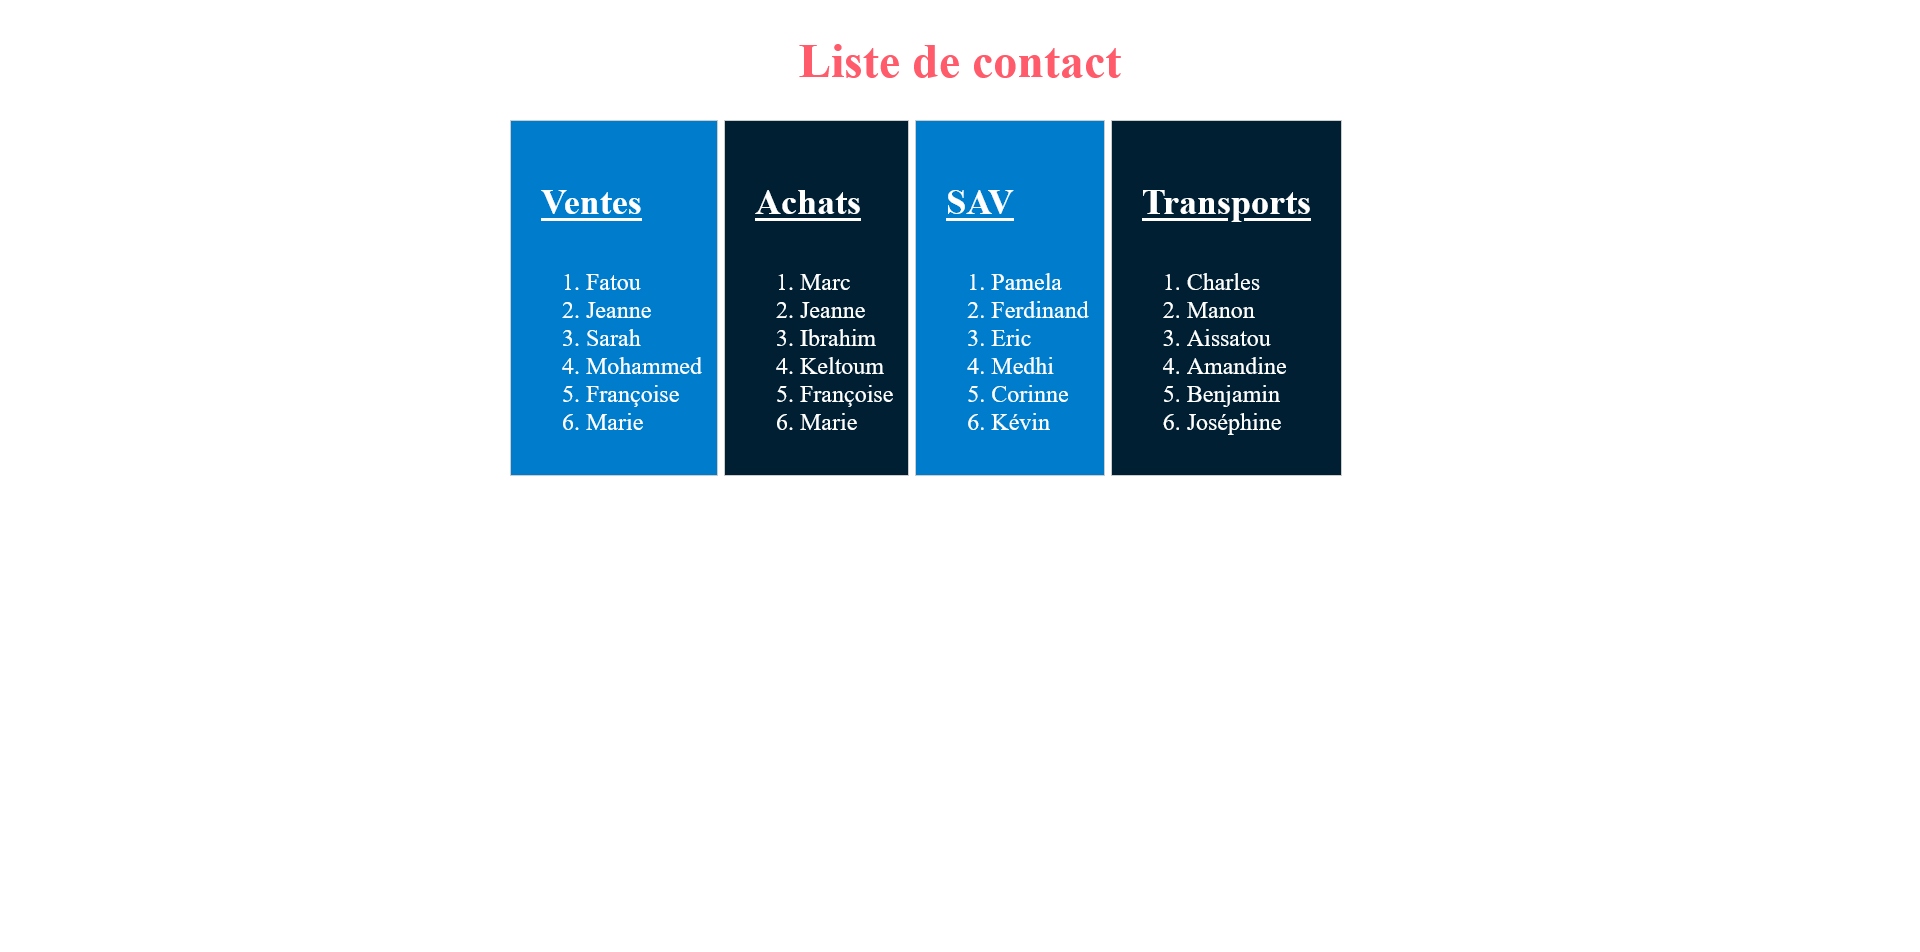 Liste de contact
Ventes
1. Fatou
2. Jeanne
3. Sarah
4. Mohammed
5. Françoise
6. Marie
Achats
1. Marc
2. Jeanne
3. Ibrahim
4. Keltoum
5. Françoise
6. Marie
SAV
1. Pamela
2. Ferdinand
3. Eric
4. Medhi
5. Corinne
6. Kévin
Transports
1. Charles
2. Manon
3. Aissatou
4. Amandine
5. Benjamin
6. Joséphine